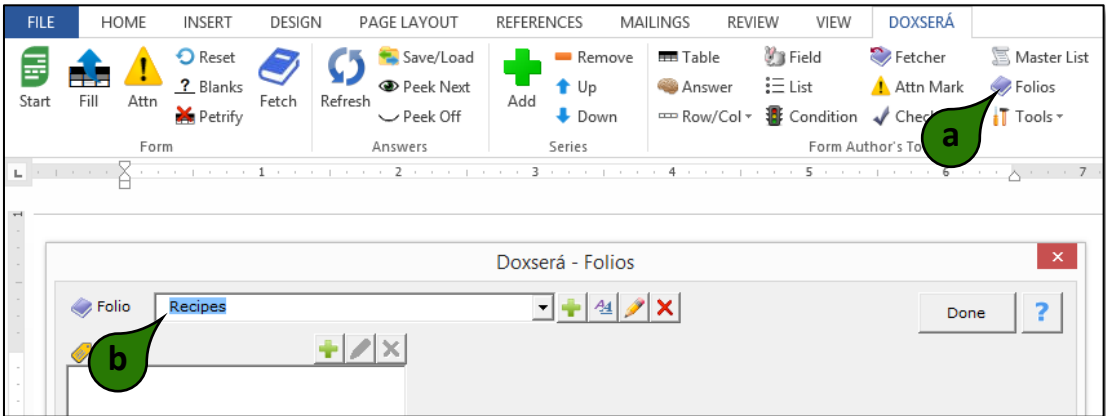 FILE HOME INSERT DESIGN PAGE LAYOUT REFERENCES MAILINGS REVIEW VIEW DOXSERÁ
Reset Save/Load Remove Table Field Fetcher Master List
? Blanks Peek Next Up Answer List Attn Mark Folios
Start Fill Attn Fetch Refresh Add
Petrify Peek Off Down Row/Col Condition Tools
a
Form Answers Series Form Author's
L 1 2 3 4 5 6 7
1
Doxserá - Folios
Folio Recipes Done ?
b